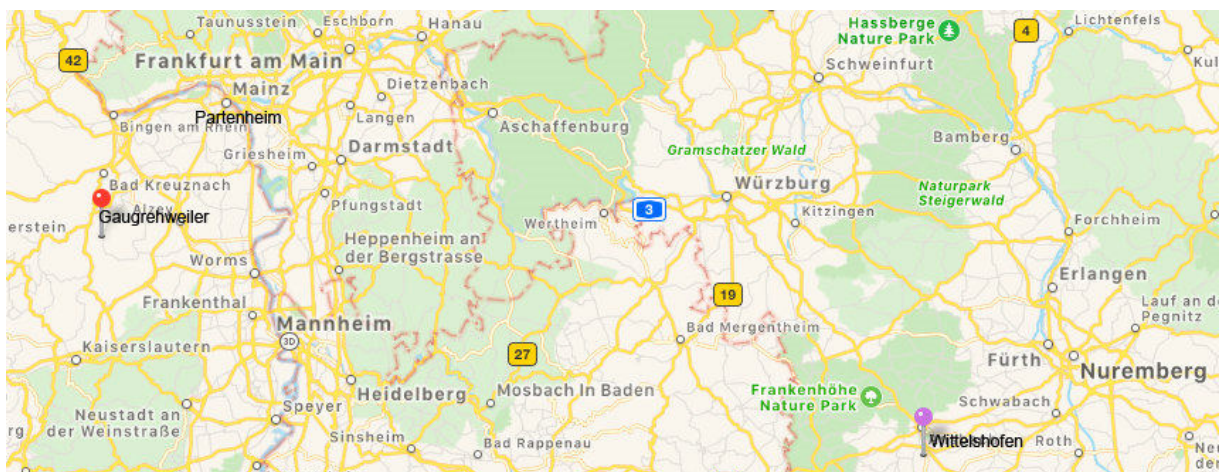 Taunusstein
Eschborn
Hanau
Hassberge
Nature Park
4
Lichtenfels
42
Frankfurt am Main
Schweinfurt
Mainz
Dietzenbach
Partenheim
Bingen am Rhein
Langen
Aschaffenburg
Bamberg
Griesheim
Darmstadt
Gramschatzer Wald
Bad Kreuznach
Würzburg
Naturpark
Steigerwald
Pfungstadt
Alzey
Gaugrehweiler
3
Kitzingen
Wertheim
Forchheim
Heppenheim an
der Bergstrasse
Worms
Erlangen
19
Frankenthal
Lauf an de
Pegnitz
Mannheim
3D
Bad Mergentheim
Kaiserslautern
27
Fürth
Nuremberg
Heidelberg
Mosbach In Baden
Frankenhöhe
Nature Park
Neustadt an
der Weinstraße
Speyer
Schwabach
Sinsheim
Bad Rappenau
Wittelshofen
Roth